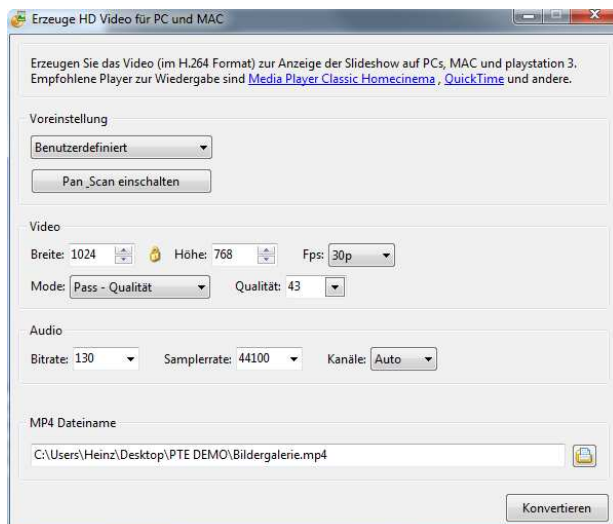 Erzeuge HD Video für PC und MAC
Erzeugen Sie das Video (im H.264 Format) zur Anzeige der Slideshow auf PCs, MAC und playstation 3.
Empfohlene Player zur Wiedergabe sind Media Player Classic Homecinema , QuickTime und andere.
Voreinstellung
Benutzerdefiniert
Pan _Scan einschalten
Video
Breite: 1024 Höhe: 768 Fps: 30p
Mode: Pass - Qualität Qualität: 43
Audio
Bitrate: 130 Samplerrate: 44100 Kanäle: Auto
MP4 Dateiname
C:\Users\Heinz\Desktop\PTE DEMO\Bildergalerie.mp4
Konvertieren